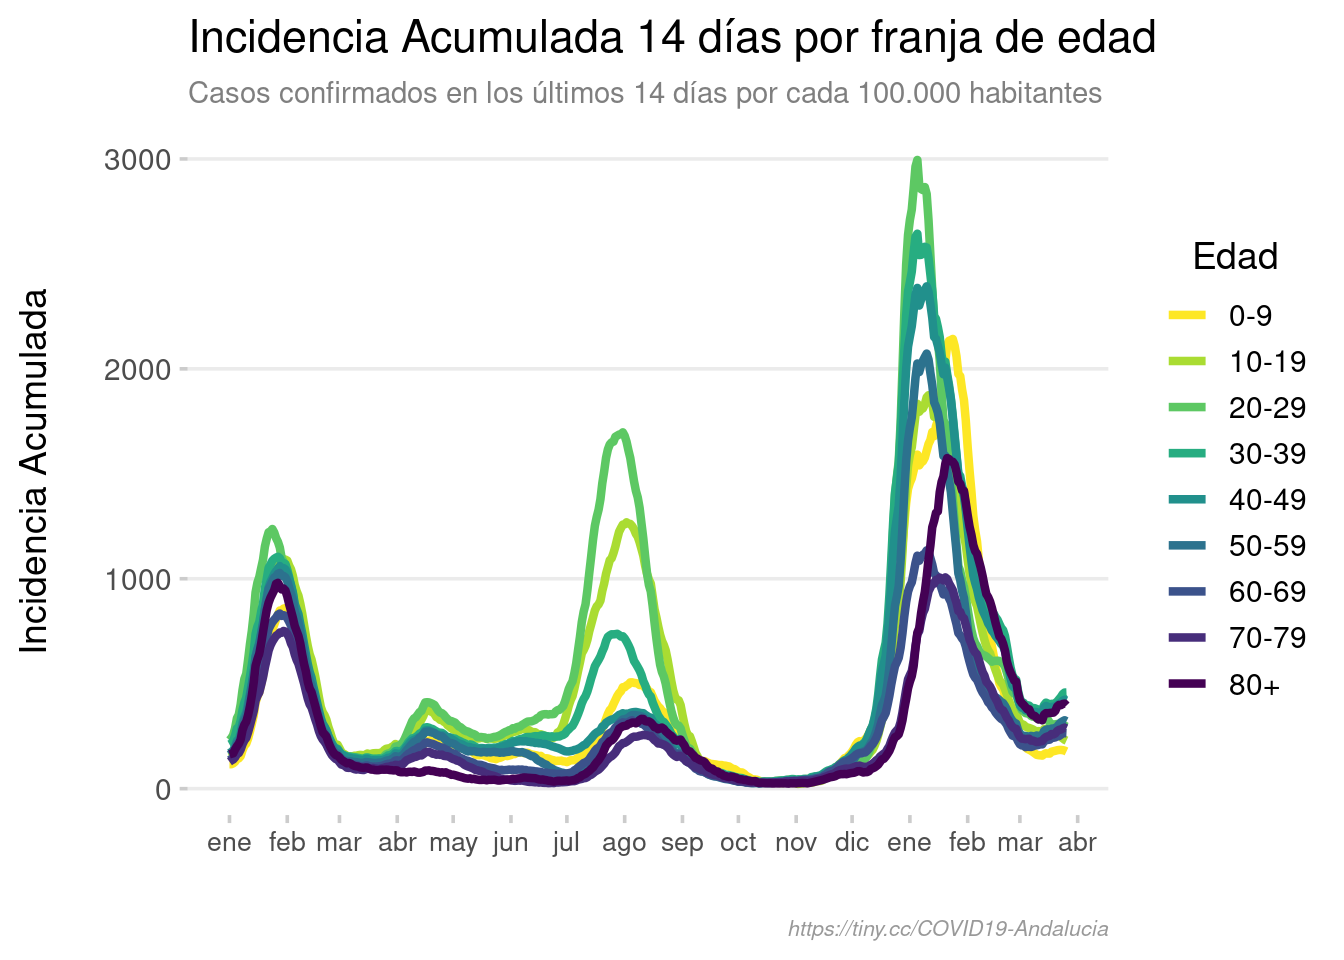 Incidencia Acumulada 14 días por franja de edad
Casos confirmados en los últimos 14 días por cada 100.000 habitantes
Incidencia Acumulada
3000
2000
1000
0
ene feb mar abr may jun jul ago sep oct nov dic ene feb mar abr
Edad
0-9
10-19
20-29
30-39
40-49
50-59
60-69
70-79
80+
https://tiny.cc/COVID19-Andalucia